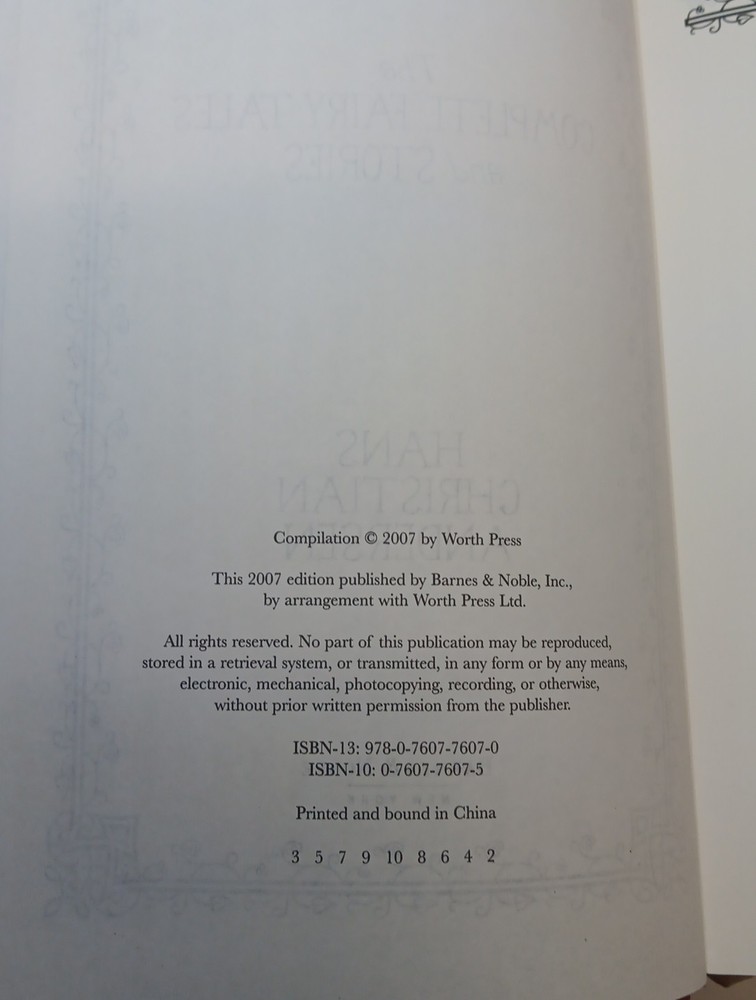 Compilation © 2007 by Worth Press
This 2007 edition published by Barnes & Noble, Inc.,
by arrangement with Worth Press Ltd.
All rights reserved. No part of this publication may be reproduced,
stored in a retrieval system, or transmitted, in any form or by any means,
electronic, mechanical, photocopying, recording, or otherwise,
without prior written permission from the publisher.
ISBN-13: 978-0-7607-7607-0
ISBN-10: 0-7607-7607-5
Printed and bound in China
3 5 7 9 10 8 6 4 2